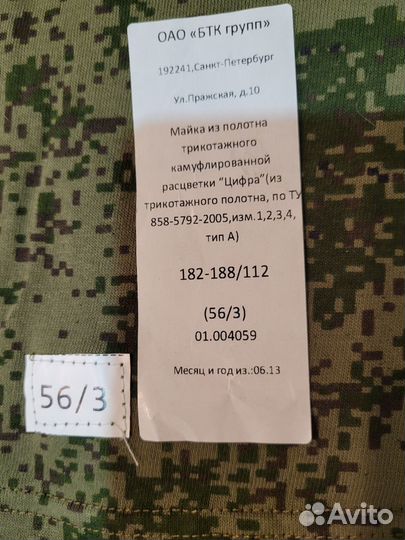 ОАО «БТК групп»
192241,Санкт-Петербург
Ул.Пражская, д.10
Майка из полотна
трикотажного
камуфлированной
расцветки "Цифра"(из
трикотажного полотна, по ТУ
858-5792-2005,изм.1,2,3,4,
тип А)
182-188/112
(56/3)
01.004059
Месяц и год из.:06.13
56/3
Avito